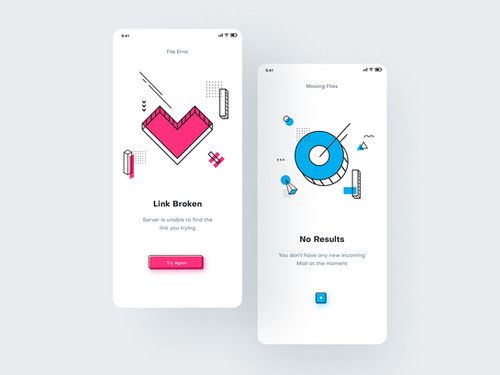 9:41
File Error
Link Broken
Server is unable to find the
link you trying
Try Again
9:41
Missing Files
No Results
You don't have any new incoming
Mail at the moment
+